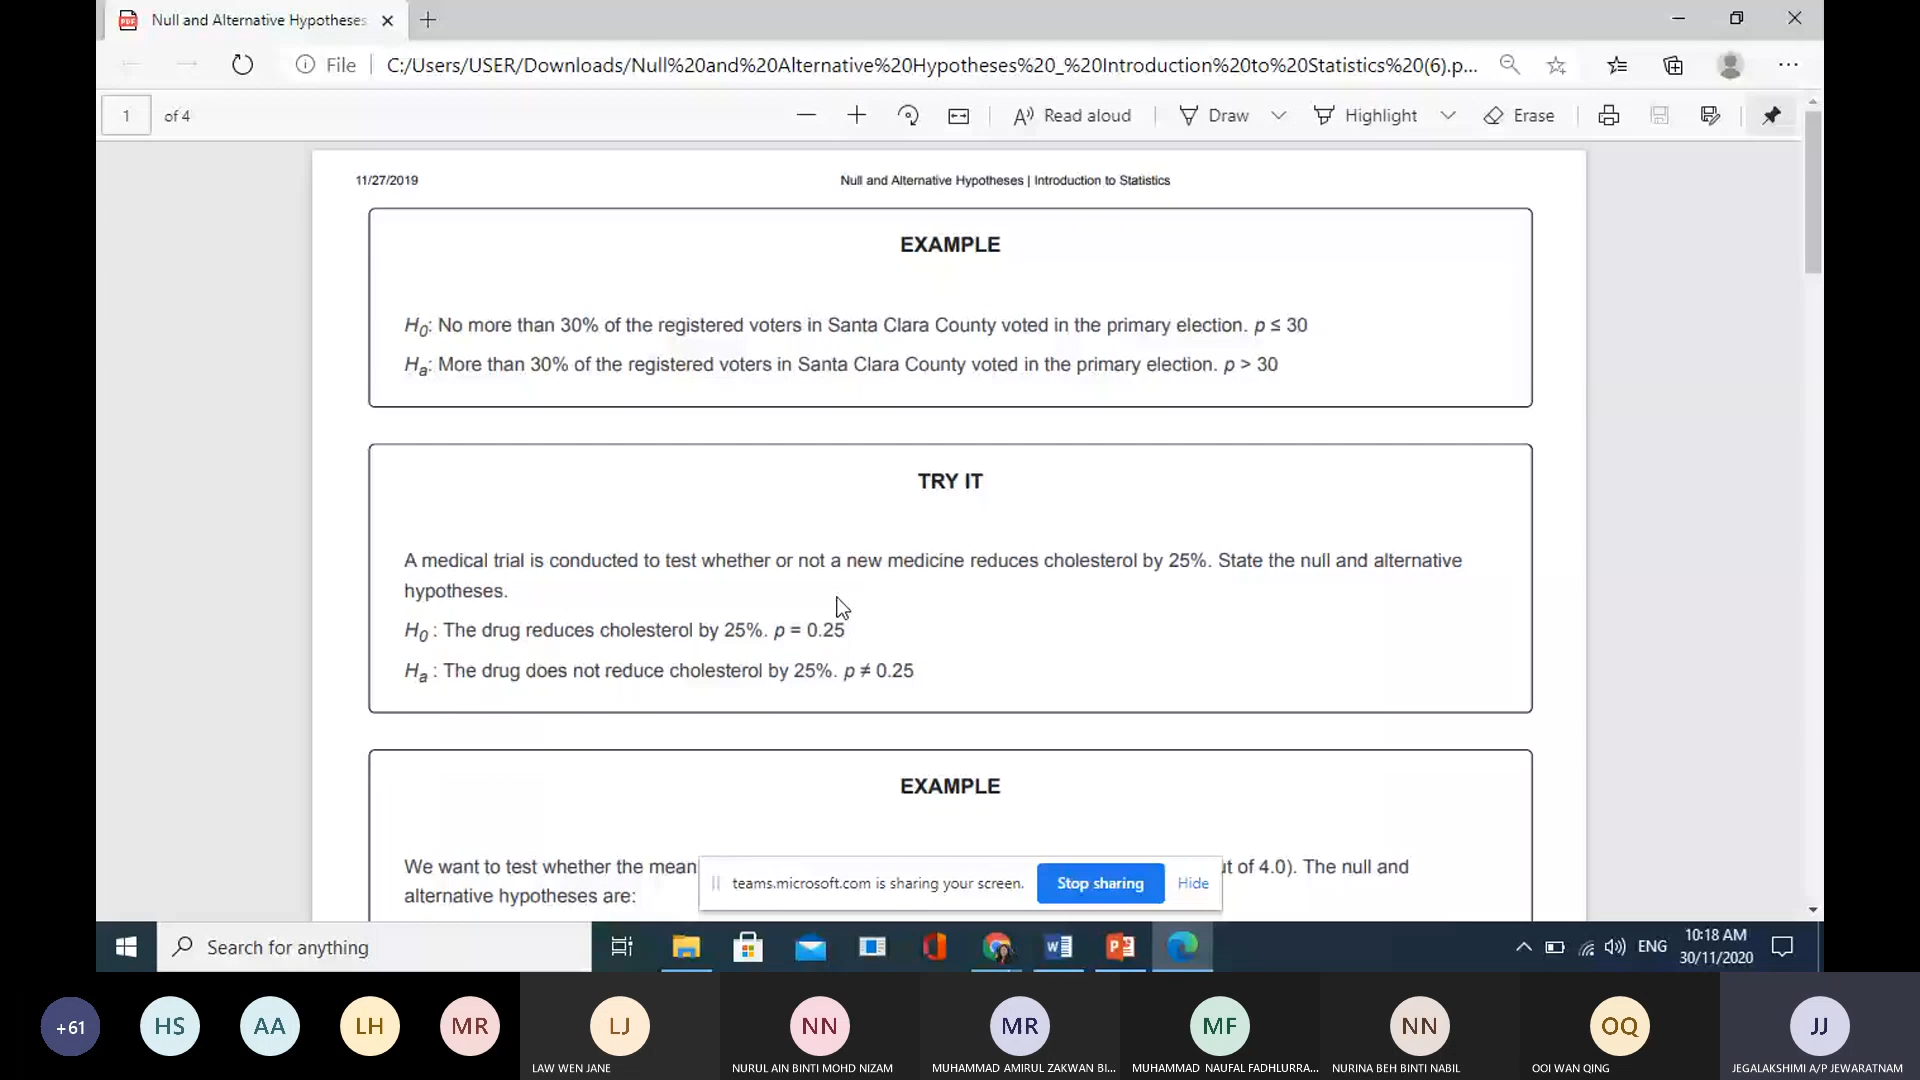 Null and Alternative Hypotheses
File
C:/Users/USER/Downloads/Null%20and%20Alternative%20Hypotheses%20_%20Introduction%20to%20Statistics%20(6).p...
1 of 4
Read aloud
Draw
Highlight
Erase
11/27/2019
Null and Alternative Hypotheses | Introduction to Statistics
EXAMPLE
H0: No more than 30% of the registered voters in Santa Clara County voted in the primary election. p ≤ 30
Ha: More than 30% of the registered voters in Santa Clara County voted in the primary election. p > 30
TRY IT
A medical trial is conducted to test whether or not a new medicine reduces cholesterol by 25%. State the null and alternative
hypotheses.
H0 : The drug reduces cholesterol by 25%. p = 0.25
Ha : The drug does not reduce cholesterol by 25%. p ≠ 0.25
EXAMPLE
We want to test whether the mean
of 4.0). The null and
alternative hypotheses are:
teams.microsoft.com is sharing your screen.
Stop sharing
Hide
Search for anything
ENG
10:18 AM
30/11/2020
+61
HS
AA
LH
MR
LJ
NN
MR
MF
NN
OQ
JJ
LAW WEN JANE
NURUL AIN BINTI MOHD NIZAM
MUHAMMAD AMIRUL ZAKWAN BI...
MUHAMMAD NAUFAL FADHLURRA...
NURINA BEH BINTI NABIL
OOI WAN QING
JEGALAKSHIMI A/P JEWARATNAM